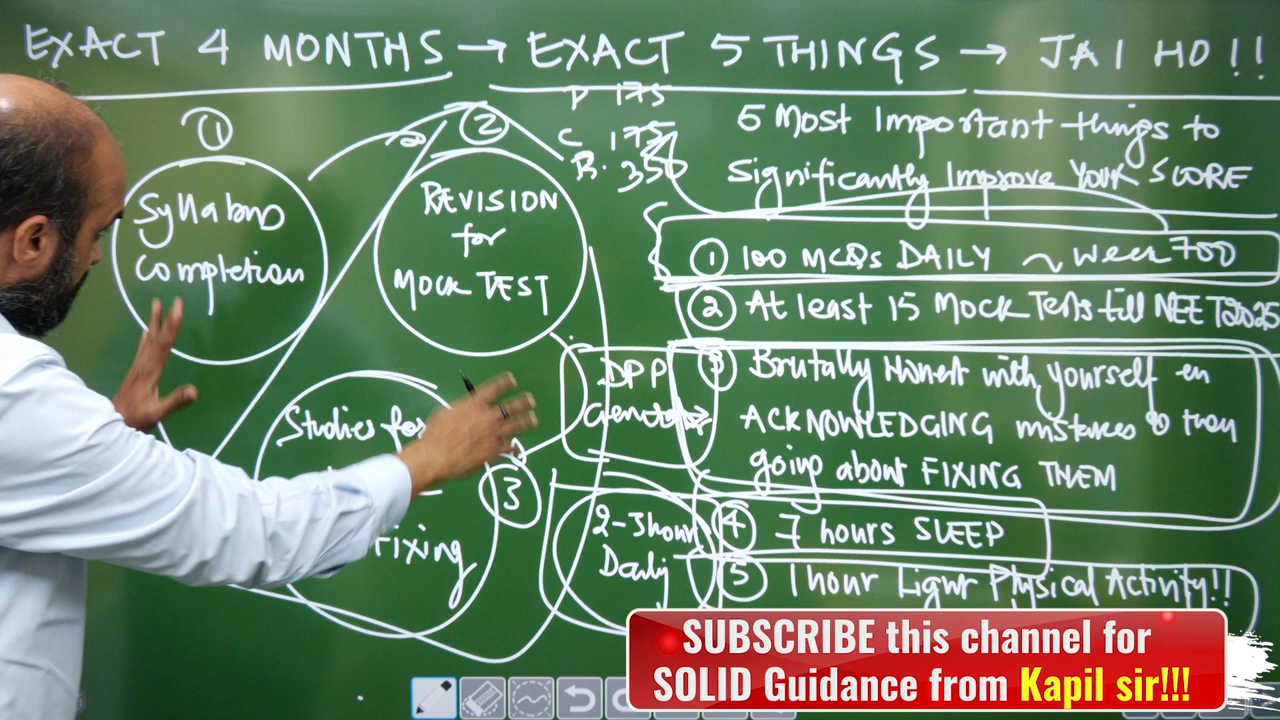 EXACT 4 MONTHS → EXACT 5 THINGS → JAI HO!!
①
Syllabus
Completion
②
REVISION
for
MOCK TEST
P 175
C 175
B. 350
Studies for
③
Fixing
DPP
2-3 hours
Daily
5 Most Important things to
Significantly Improve Your SCORE
① 100 MCQs DAILY ~ week 700
② At least 15 Mock Tests till NEET 2025
③ Brutally Honest with yourself in
ACKNOWLEDGING mistakes & then
going about FIXING THEM
④ 7 hours SLEEP
⑤ 1 hour Light Physical Activity!!
SUBSCRIBE this channel for
SOLID Guidance from Kapil sir!!!